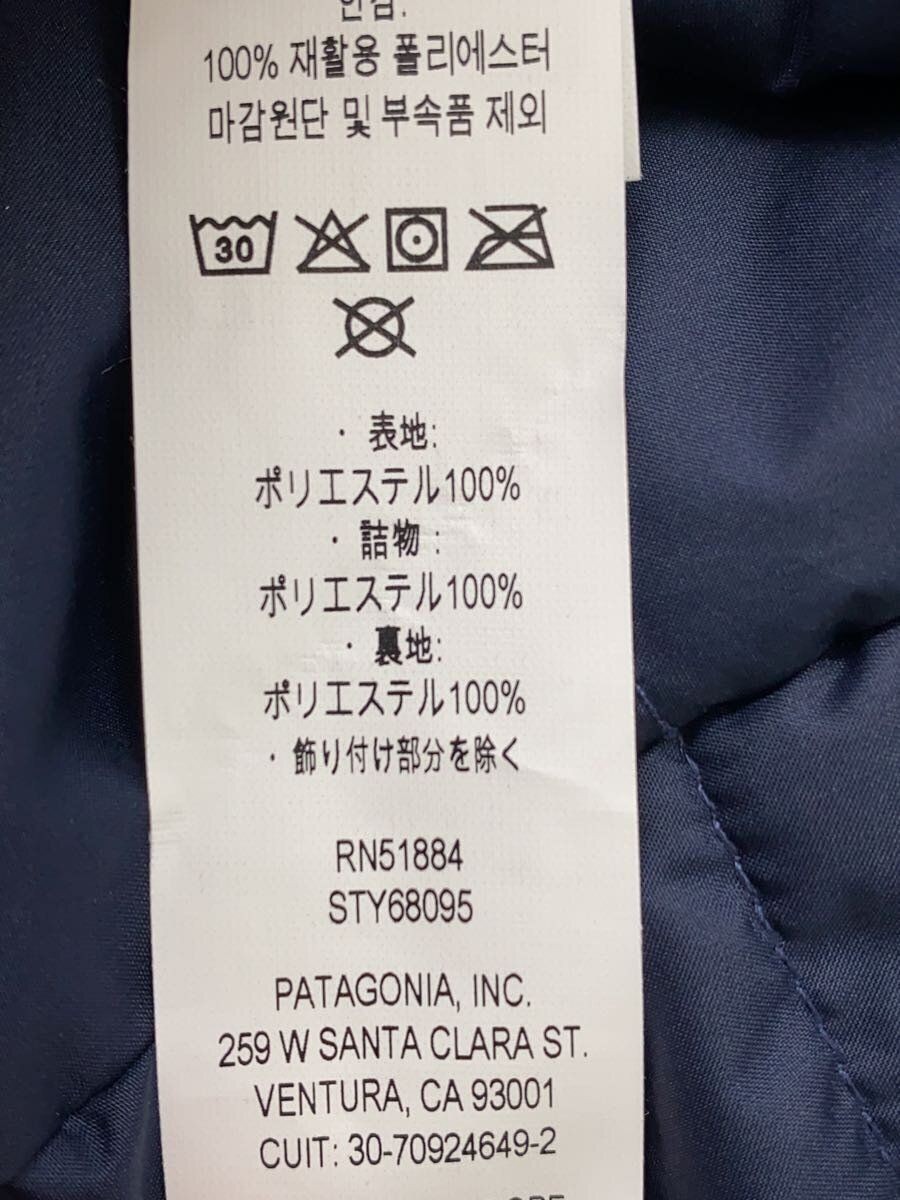 안감:
100% 재활용 폴리에스터
마감원단 및 부속품 제외
30
・表地:
ポリエステル100%
・詰物:
ポリエステル100%
・裏地:
ポリエステル100%
・飾り付け部分を除く
RN51884
STY68095
PATAGONIA, INC.
259 W SANTA CLARA ST.
VENTURA, CA 93001
CUIT: 30-70924649-2